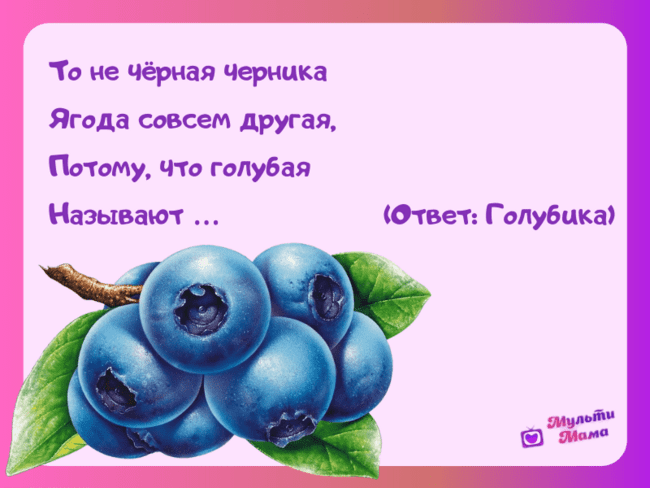 То не чёрная черника
Ягода совсем другая,
Потому, что голубая
Называют ... (Ответ: Голубика)
Мульти
Мама